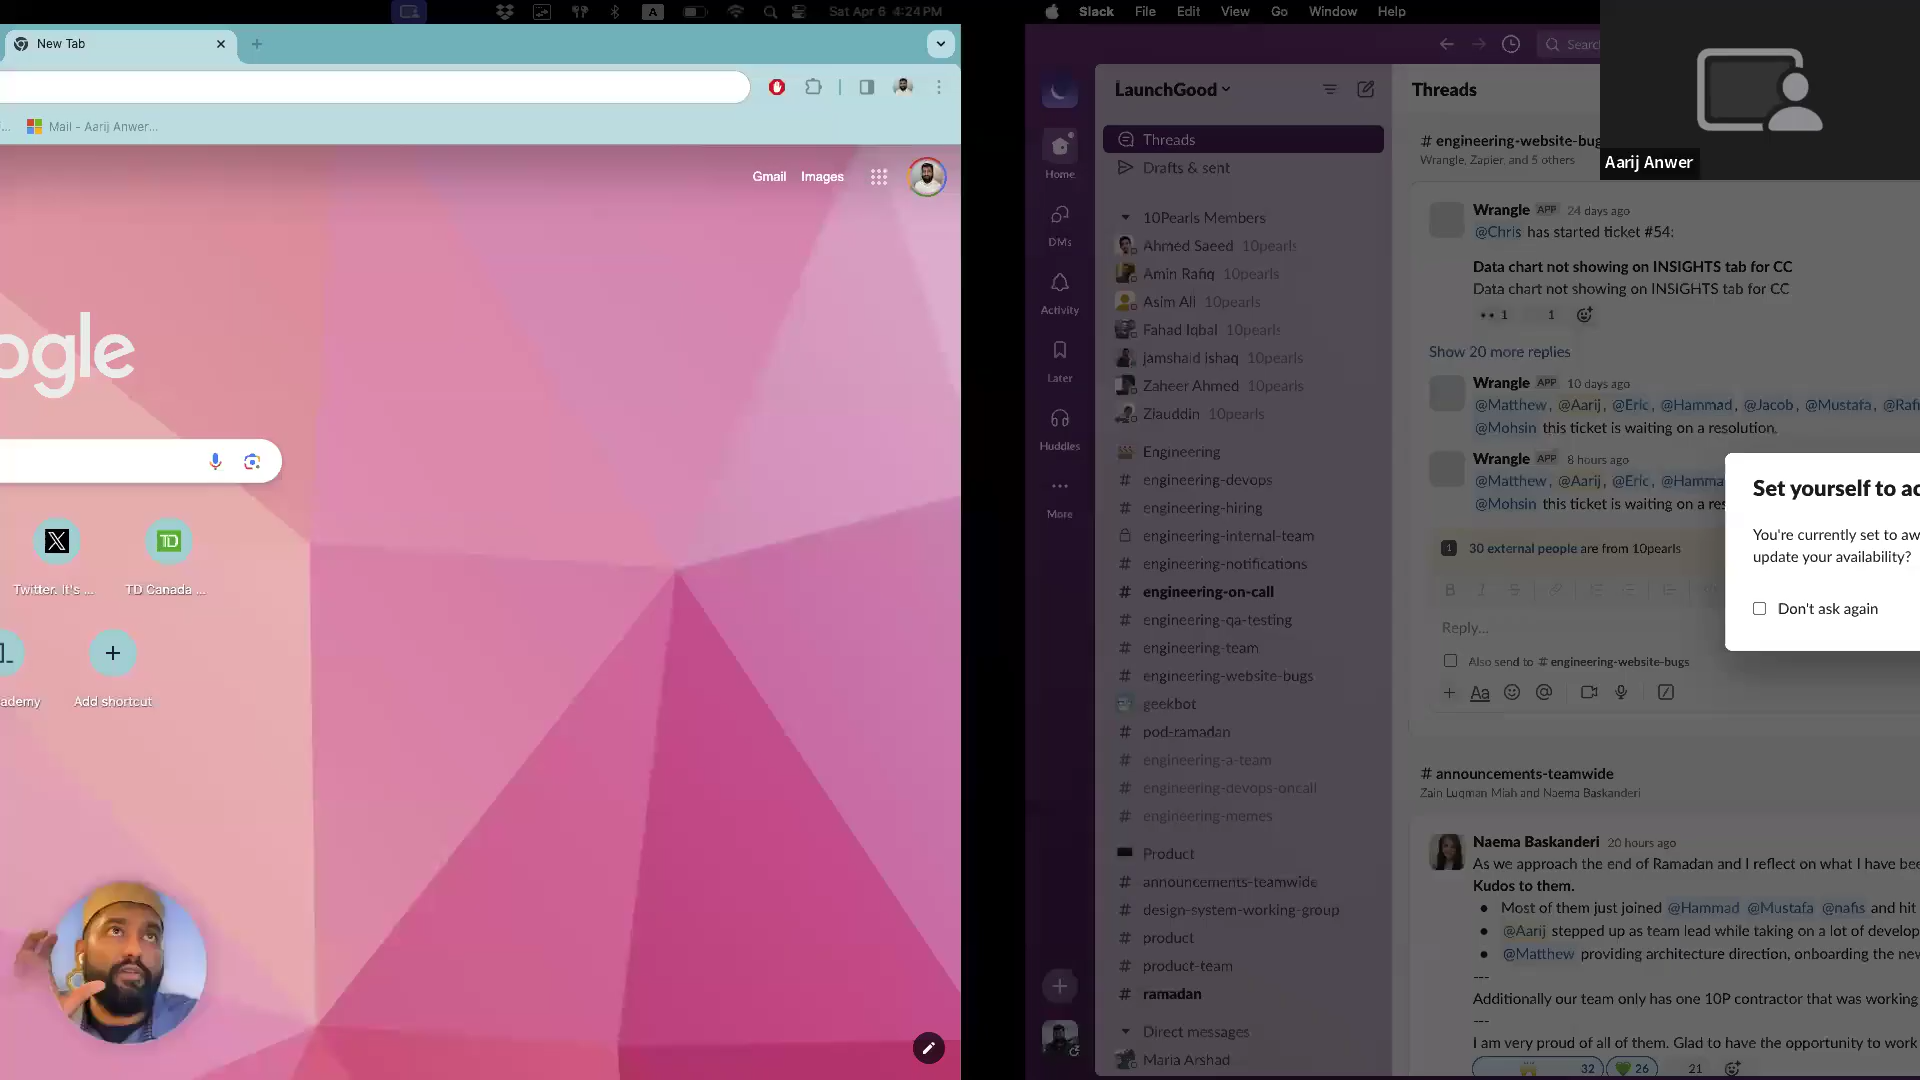 Sat Apr 6 4:24PM
New Tab
Mail - Aarij Anwer...
Gmail Images
ogle
Twitter. It's ...
TD
TD Canada ...
ademy
Add shortcut
Slack File Edit View Go Window Help
LaunchGood
Home
DMs
Activity
Later
Huddles
More
Threads
Drafts & sent
10Pearls Members
Ahmed Saeed 10pearls
Amin Rafiq 10pearls
Asim Ali 10pearls
Fahad Iqbal 10pearls
jamshaid ishaq 10pearls
Zaheer Ahmed 10pearls
Ziauddin 10pearls
Engineering
# engineering-devops
# engineering-hiring
engineering-internal-team
# engineering-notifications
# engineering-on-call
# engineering-qa-testing
# engineering-team
# engineering-website-bugs
geekbot
# pod-ramadan
# engineering-a-team
# engineering-devops-oncall
# engineering-memes
Product
# announcements-teamwide
# design-system-working-group
# product
# product-team
# ramadan
Direct messages
Maria Arshad
Threads
# engineering-website-bug
Wrangle, Zapier, and 5 others
Aarij Anwer
Wrangle APP 24 days ago
@Chris has started ticket #54:
Data chart not showing on INSIGHTS tab for CC
Data chart not showing on INSIGHTS tab for CC
1 1
Show 20 more replies
Wrangle APP 10 days ago
@Matthew, @Aarij, @Eric, @Hammad, @Jacob, @Mustafa, @Rafi
@Mohsin this ticket is waiting on a resolution.
Wrangle APP 8 hours ago
@Matthew, @Aarij, @Eric, @Hamma
@Mohsin this ticket is waiting on a res
1 30 external people are from 10pearls
Reply...
Also send to # engineering-website-bugs
Aa
Set yourself to ac
You're currently set to aw
update your availability?
Don't ask again
# announcements-teamwide
Zain Luqman Miah and Naema Baskanderi
Naema Baskanderi 20 hours ago
As we approach the end of Ramadan and I reflect on what I have bee
Kudos to them.
• Most of them just joined @Hammad @Mustafa @nafis and hit
• @Aarij stepped up as team lead while taking on a lot of develop
• @Matthew providing architecture direction, onboarding the new
---
Additionally our team only has one 10P contractor that was working
---
I am very proud of all of them. Glad to have the opportunity to work
32 26 21